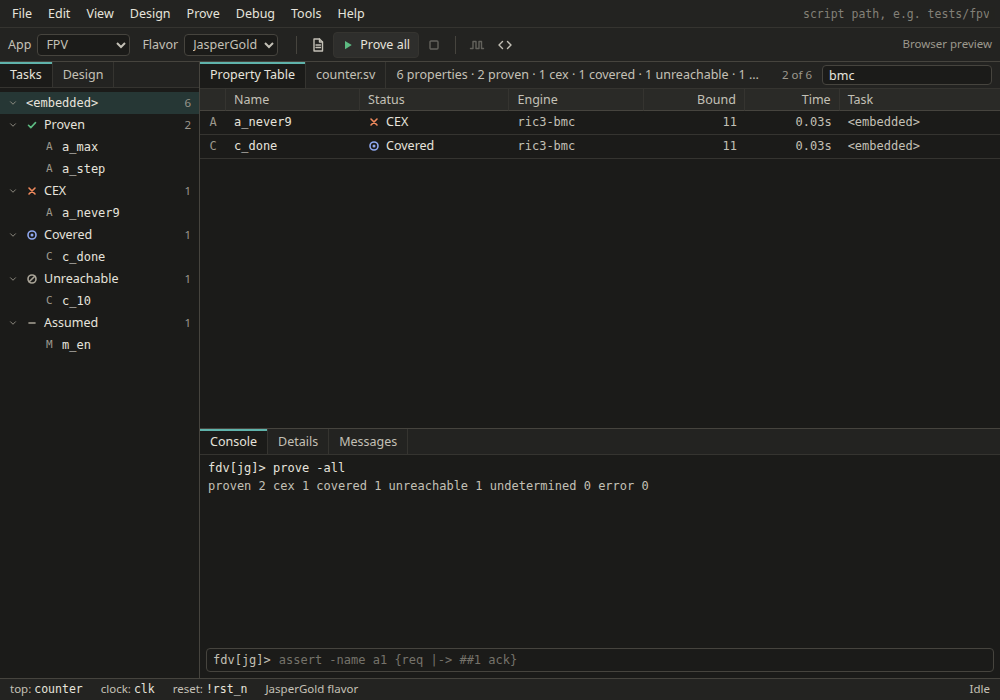 File Edit View Design Prove Debug Tools Help script path, e.g. tests/fpv
App FPV Flavor JasperGold Prove all Browser preview
Tasks Design Property Table counter.sv 6 properties · 2 proven · 1 cex · 1 covered · 1 unreachable · 1 ... 2 of 6 bmc
<embedded> 6
Proven 2
A a_max
A a_step
CEX 1
A a_never9
Covered 1
C c_done
Unreachable 1
C c_10
Assumed 1
M m_en
Name Status Engine Bound Time Task
A a_never9 CEX ric3-bmc 11 0.03s <embedded>
C c_done Covered ric3-bmc 11 0.03s <embedded>
Console Details Messages
fdv[jg]> prove -all
proven 2 cex 1 covered 1 unreachable 1 undetermined 0 error 0
fdv[jg]> assert -name a1 {req |-> ##1 ack}
top: counter clock: clk reset: !rst_n JasperGold flavor Idle